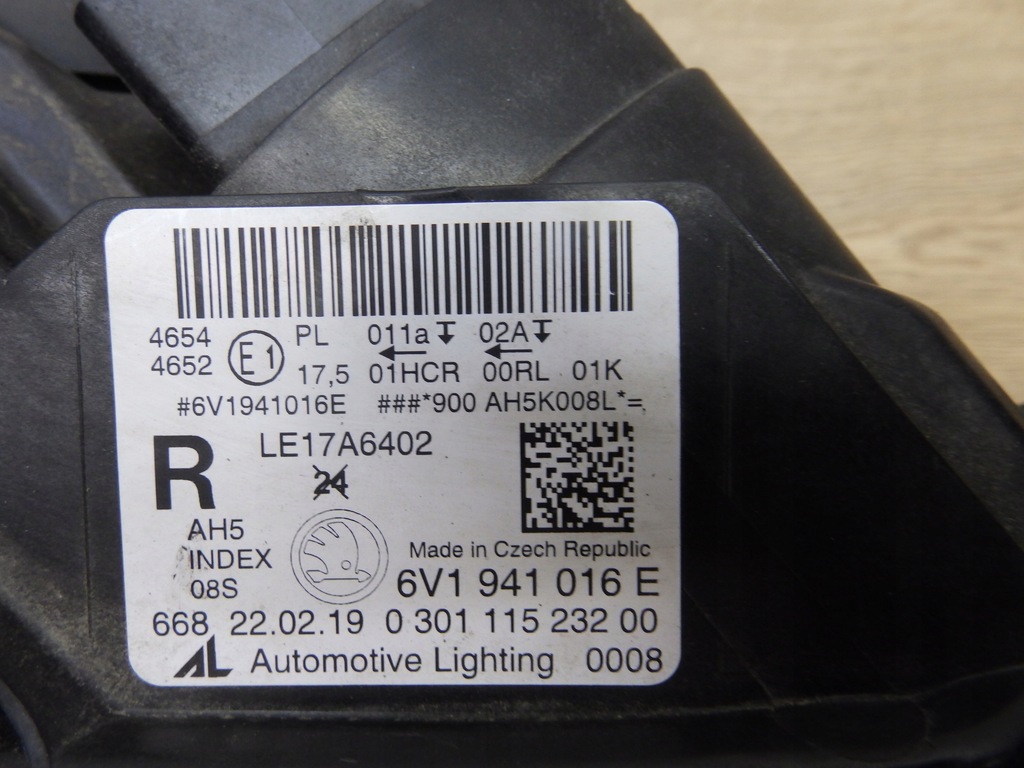 4654 E1 PL 011a 02A
4652 17,5 01HCR 00RL 01K
#6V1941016E ###*900 AH5K008L*=
R LE17A6402
24
AH5
INDEX
08S
Made in Czech Republic
6V1 941 016 E
668 22.02.19 0 301 115 232 00
AL Automotive Lighting 0008